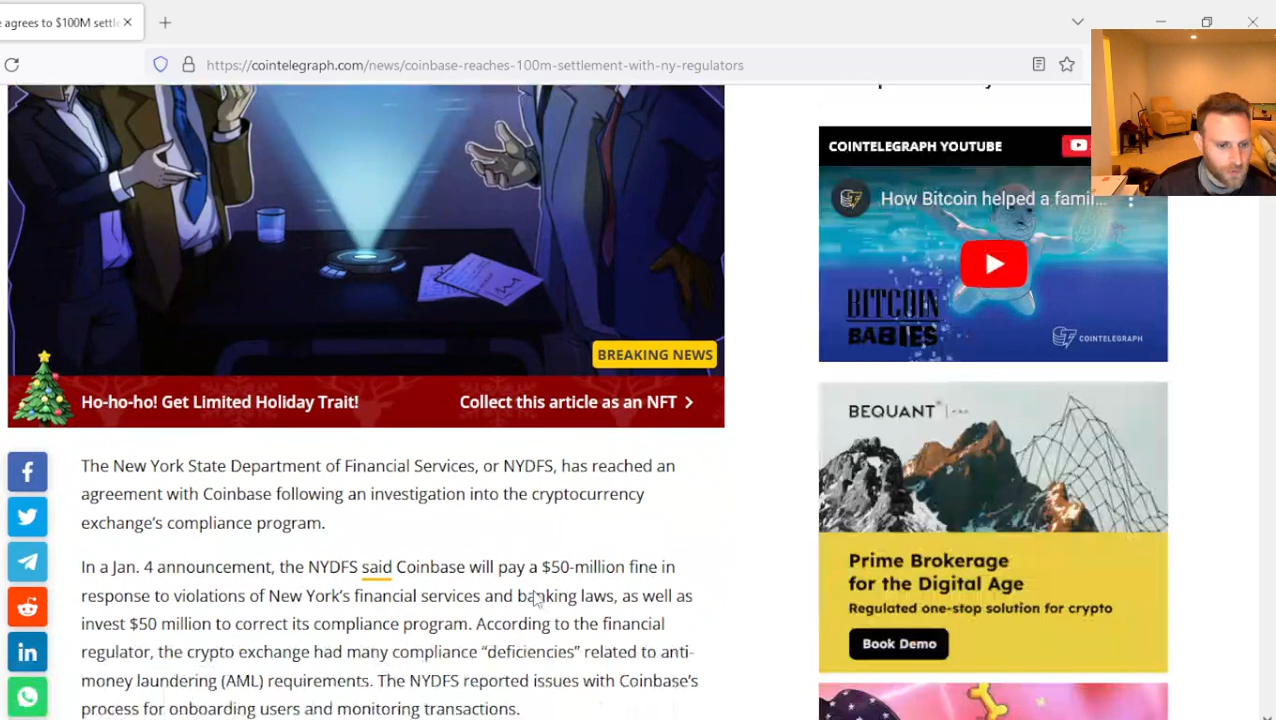 e agrees to $100M settle
https://cointelegraph.com/news/coinbase-reaches-100m-settlement-with-ny-regulators
COINTELEGRAPH YOUTUBE
How Bitcoin helped a famil...
BITCOIN
BABIES
COINTELEGRAPH
BREAKING NEWS
Ho-ho-ho! Get Limited Holiday Trait!
Collect this article as an NFT
BEQUANT
Prime Brokerage
for the Digital Age
Regulated one-stop solution for crypto
Book Demo
The New York State Department of Financial Services, or NYDFS, has reached an
agreement with Coinbase following an investigation into the cryptocurrency
exchange's compliance program.
In a Jan. 4 announcement, the NYDFS said Coinbase will pay a $50-million fine in
response to violations of New York's financial services and banking laws, as well as
invest $50 million to correct its compliance program. According to the financial
regulator, the crypto exchange had many compliance “deficiencies” related to anti-
money laundering (AML) requirements. The NYDFS reported issues with Coinbase's
process for onboarding users and monitoring transactions.